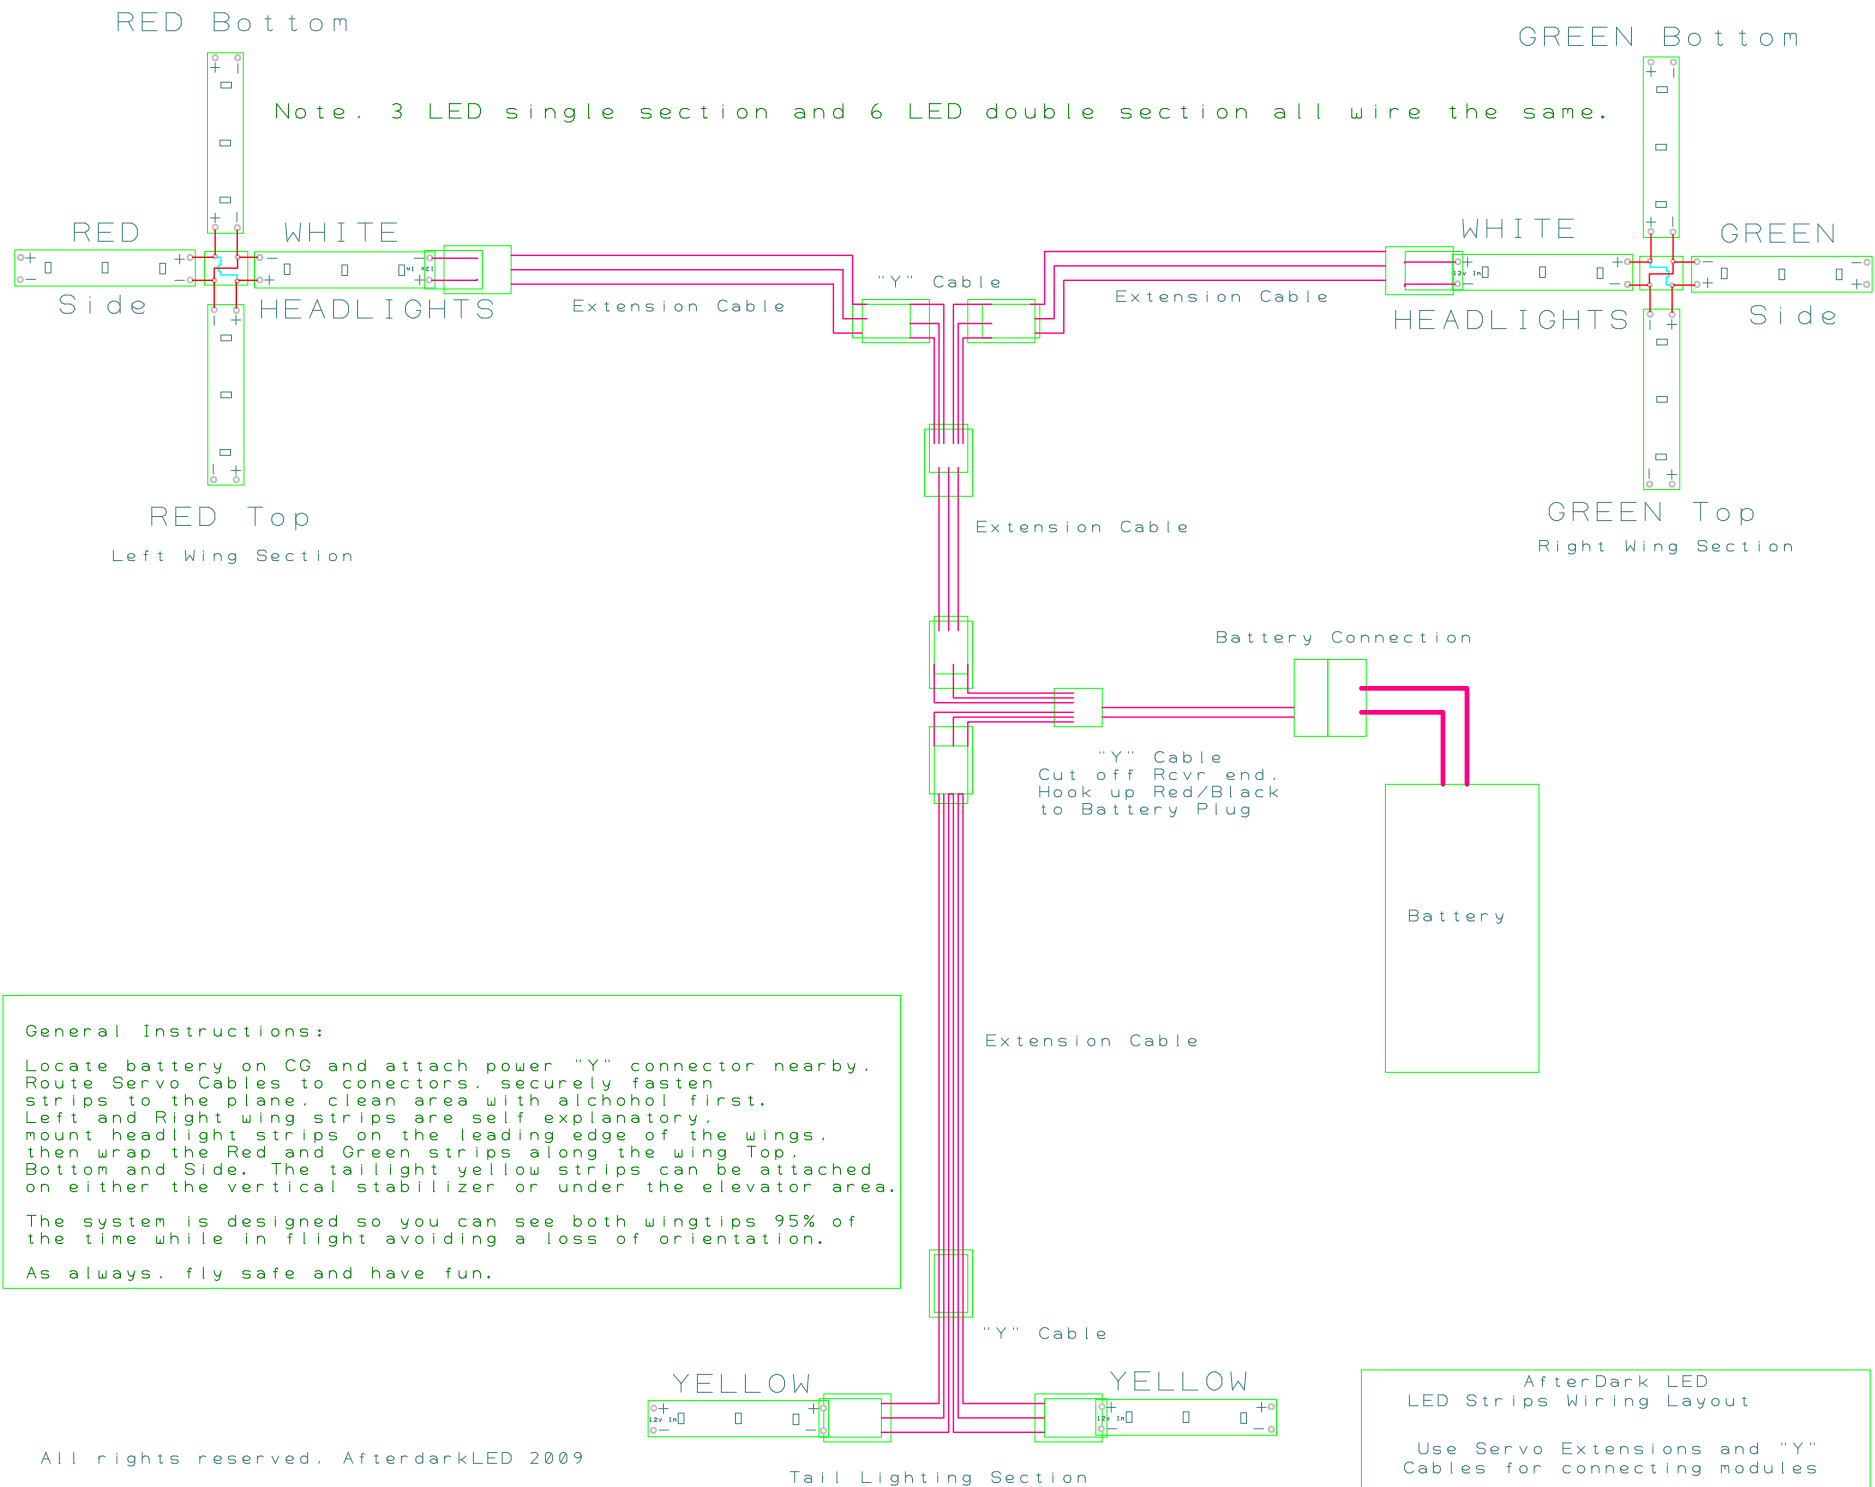 RED Bottom
GREEN Bottom
Note, 3 LED single section and 6 LED double section all wire the same.
RED
Side
WHITE
HEADLIGHTS
12V IN
RED Top
Left Wing Section
Extension Cable
"Y" Cable
Extension Cable
WHITE
HEADLIGHTS
12v In
GREEN
Side
GREEN Top
Right Wing Section
Extension Cable
Battery Connection
"Y" Cable
Cut off Rcvr end,
Hook up Red/Black
to Battery Plug
Battery
Extension Cable
General Instructions:
Locate battery on CG and attach power "Y" connector nearby,
Route Servo Cables to conectors, securely fasten
strips to the plane, clean area with alchohol first.
Left and Right wing strips are self explanatory,
mount headlight strips on the leading edge of the wings,
then wrap the Red and Green strips along the wing Top,
Bottom and Side. The tailight yellow strips can be attached
on either the vertical stabilizer or under the elevator area.
The system is designed so you can see both wingtips 95% of
the time while in flight avoiding a loss of orientation.
As always, fly safe and have fun.
"Y" Cable
YELLOW
12v In
YELLOW
12v In
Tail Lighting Section
All rights reserved, AfterdarkLED 2009
AfterDark LED
LED Strips Wiring Layout
Use Servo Extensions and "Y"
Cables for connecting modules